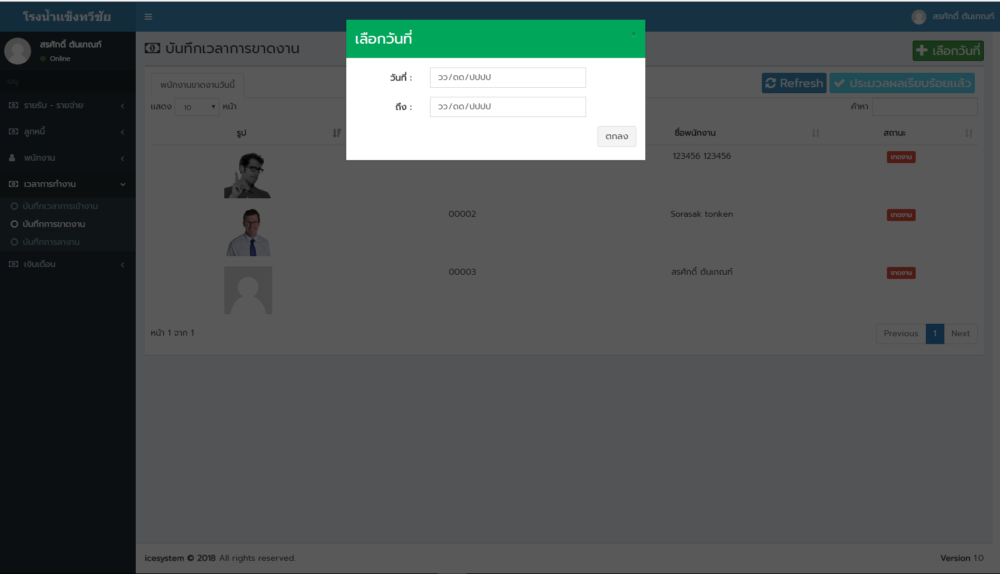 โรงน้ำแข็งทวีชัย
สรศักดิ์ ต้นเกณฑ์
สรศักดิ์ ต้นเกณฑ์
Online
เมนู
รายรับ - รายจ่าย
ลูกหนี้
พนักงาน
เวลาการทำงาน
บันทึกเวลาการเข้างาน
บันทึกการขาดงาน
บันทึกการลางาน
เงินเดือน
บันทึกเวลาการขาดงาน
เลือกวันที่
เลือกวันที่
×
วันที่ :
วว/ดด/ปปปป
ถึง :
วว/ดด/ปปปป
ตกลง
พนักงานขาดงานวันนี้
Refresh
ประมวลผลเรียบร้อยแล้ว
แสดง 10 หน้า
ค้าหา
รูป ชื่อพนักงาน สถานะ
123456 123456 ขาดงาน
00002 Sorasak tonken ขาดงาน
00003 สรศักดิ์ ต้นเกณฑ์ ขาดงาน
หน้า 1 จาก 1
Previous 1 Next
icesystem © 2018 All rights reserved.
Version 1.0